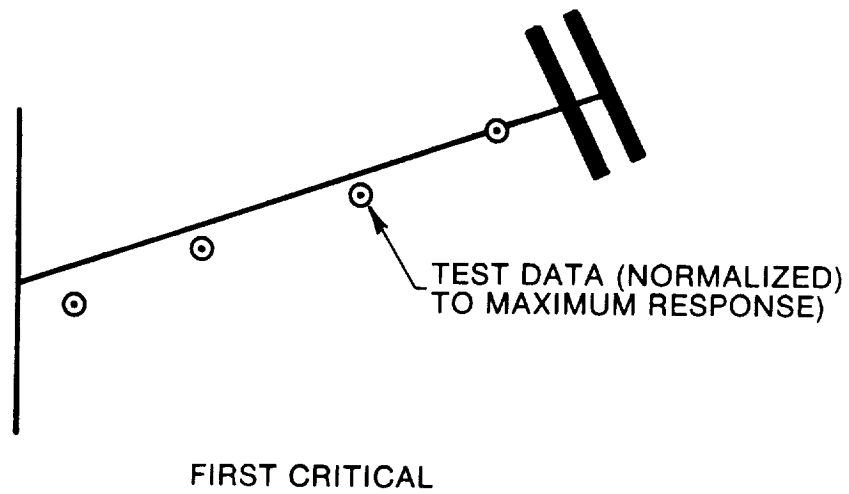 TEST DATA (NORMALIZED)
TO MAXIMUM RESPONSE)
FIRST CRITICAL